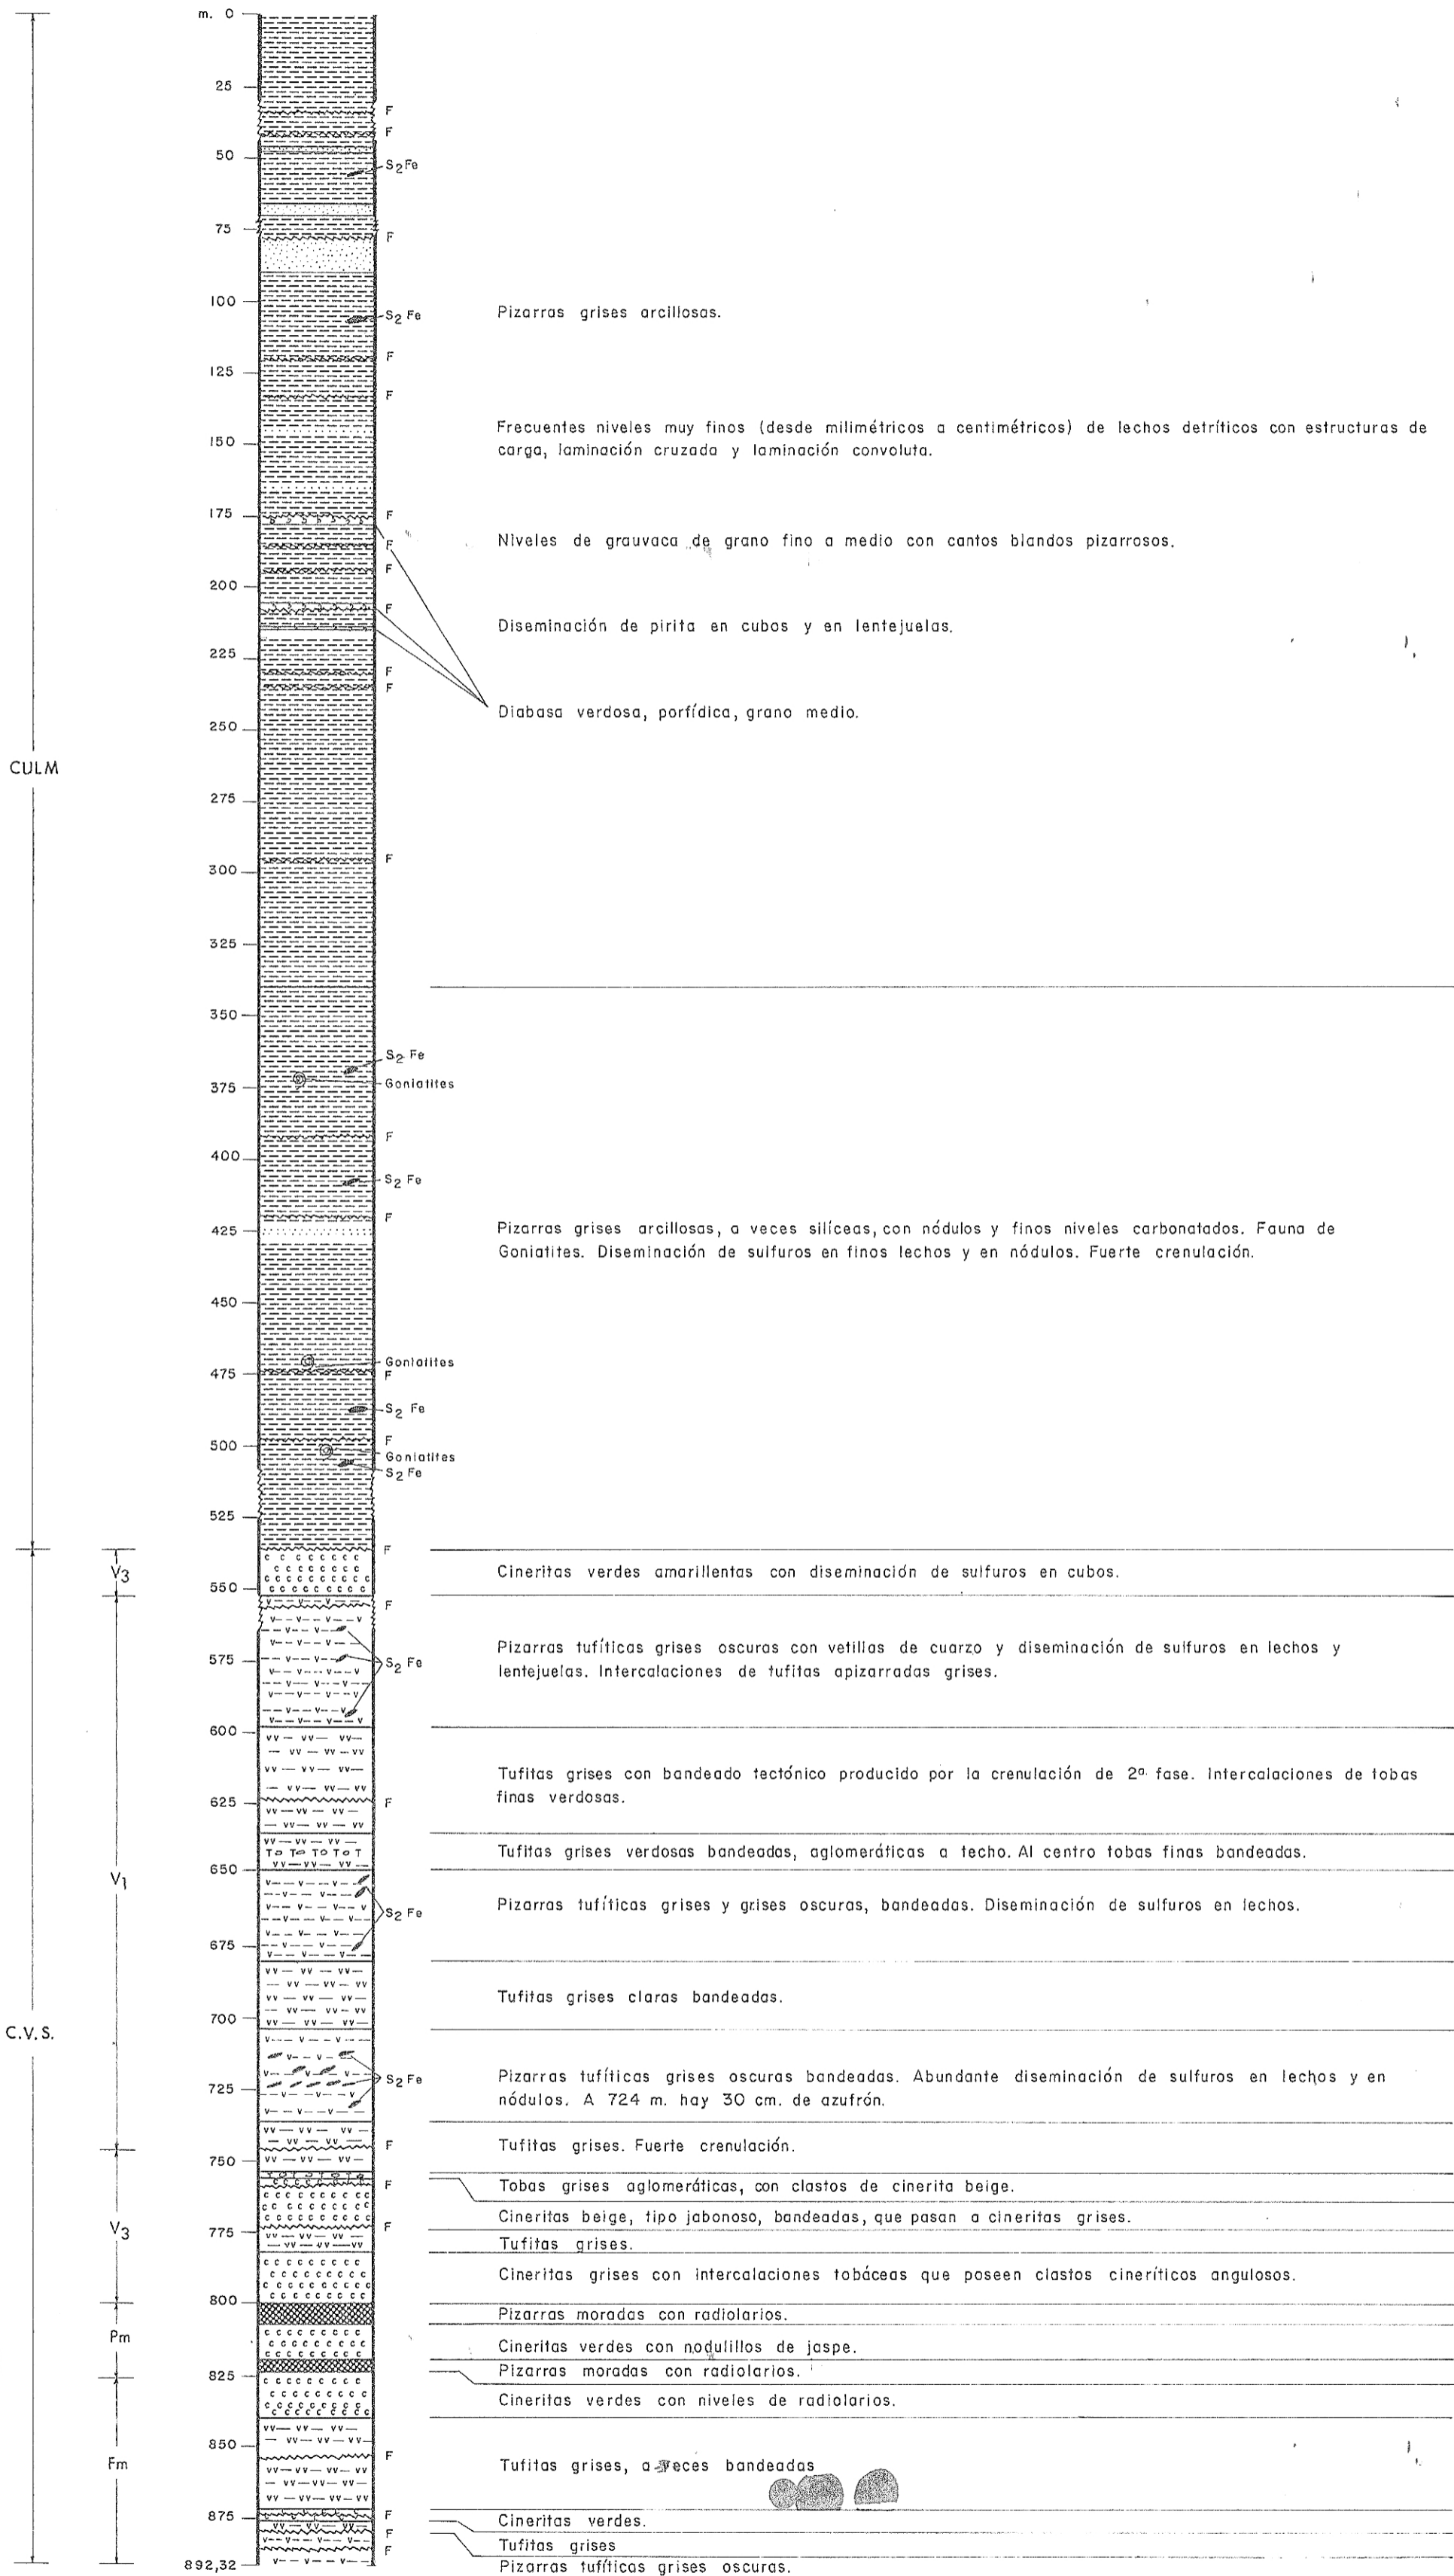 m. 0
25
F
F
50
S2Fe
75
F
100
S2 Fe
Pizarras grises arcillosas.
F
125
F
Frecuentes niveles muy finos (desde milimétricos a centimétricos) de lechos detríticos con estructuras de
carga, laminación cruzada y laminación convoluta.
150
175
F
Niveles de grauvaca de grano fino a medio con cantos blandos pizarrosos.
F
F
200
F
Diseminación de pirita en cubos y en lentejuelas.
225
F
F
Diabasa verdosa, porfídica, grano medio.
250
CULM
275
F
300
325
350
S2 Fe
Goniatites
375
F
400
S2 Fe
F
425
Pizarras grises arcillosas, a veces silíceas, con nódulos y finos niveles carbonatados. Fauna de
Goniatites. Diseminación de sulfuros en finos lechos y en nódulos. Fuerte crenulación.
450
Goniatites
475
F
S2 Fe
F
500
Goniatites
S2 Fe
525
F
V3
Cineritas verdes amarillentas con diseminación de sulfuros en cubos.
550
F
Pizarras tufíticas grises oscuras con vetillas de cuarzo y diseminación de sulfuros en lechos y
lentejuelas. Intercalaciones de tufitas apizarradas grises.
575
S2 Fe
600
Tufitas grises con bandeado tectónico producido por la crenulación de 2ª fase. Intercalaciones de tobas
finas verdosas.
625
F
Tufitas grises verdosas bandeadas, aglomeráticas a techo. Al centro tobas finas bandeadas.
650
V1
Pizarras tufíticas grises y grises oscuras, bandeadas. Diseminación de sulfuros en lechos.
S2 Fe
675
Tufitas grises claras bandeadas.
700
C.V.S.
Pizarras tufíticas grises oscuras bandeadas. Abundante diseminación de sulfuros en lechos y en
nódulos. A 724 m. hay 30 cm. de azufrón.
S2 Fe
725
Tufitas grises. Fuerte crenulación.
F
750
Tobas grises aglomeráticas, con clastos de cinerita beige.
F
Cineritas beige, tipo jabonoso, bandeadas, que pasan a cineritas grises.
V3
F
775
Tufitas grises.
Cineritas grises con intercalaciones tobáceas que poseen clastos cineríticos angulosos.
800
Pizarras moradas con radiolarios.
Pm
Cineritas verdes con nodulillos de jaspe.
825
Pizarras moradas con radiolarios.
Cineritas verdes con niveles de radiolarios.
850
F
Fm
Tufitas grises, a veces bandeadas
875
F
Cineritas verdes.
F
Tufitas grises
F
892,32
Pizarras tufíticas grises oscuras.